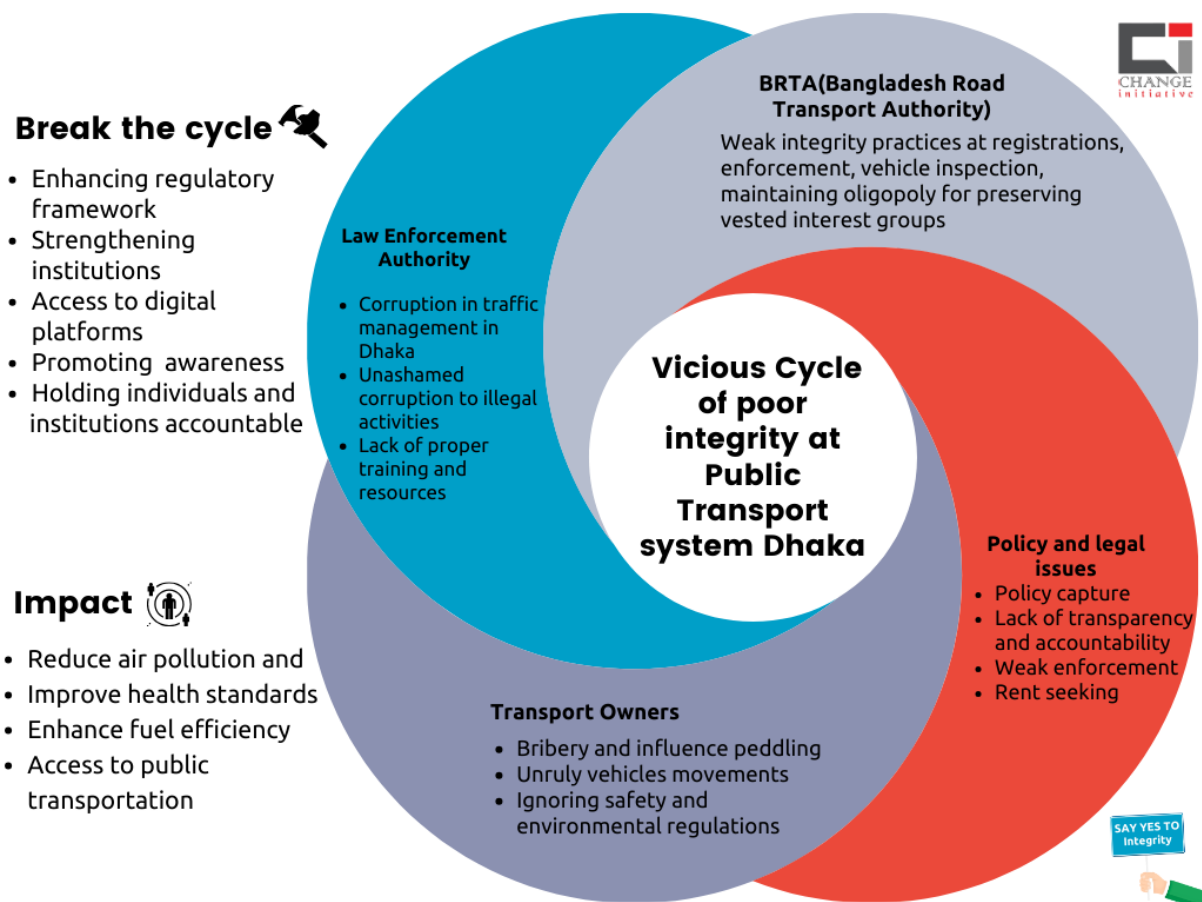 Break the cycle
Enhancing regulatory
framework
Strengthening
institutions
Access to digital
platforms
Promoting awareness
Holding individuals and
institutions accountable
Impact
Reduce air pollution and
Improve health standards
Enhance fuel efficiency
Access to public
transportation
Law Enforcement
Authority
Corruption in traffic
management in
Dhaka
Unashamed
corruption to illegal
activities
Lack of proper
training and
resources
BRTA(Bangladesh Road
Transport Authority)
Weak integrity practices at registrations,
enforcement, vehicle inspection,
maintaining oligopoly for preserving
vested interest groups
Vicious Cycle
of poor
integrity at
Public
Transport
system Dhaka
Policy and legal
issues
Policy capture
Lack of transparency
and accountability
Weak enforcement
Rent seeking
Transport Owners
Bribery and influence peddling
Unruly vehicles movements
Ignoring safety and
environmental regulations
CHANGE
initiative
SAY YES TO
Integrity